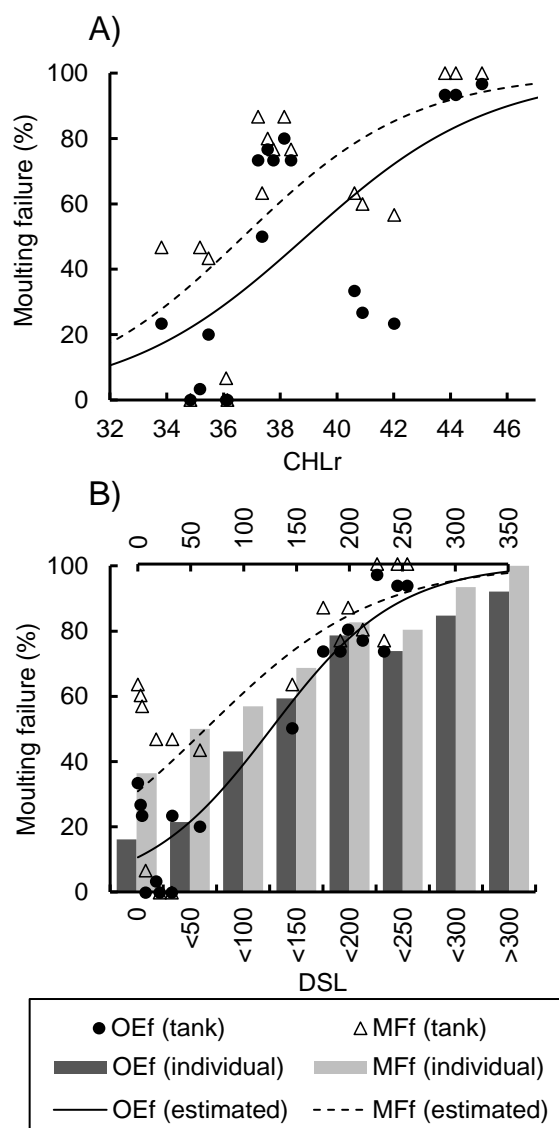 A)
Moulting failure (%)
100
80
60
40
20
0
32 34 36 38 40 42 44 46
CHLr
B)
0 50 100 150 200 250 300 350
Moulting failure (%)
100
80
60
40
20
0
0 <50 <100 <150 <200 <250 <300 >300
DSL
OEf (tank) MFf (tank)
OEf (individual) MFf (individual)
OEf (estimated) MFf (estimated)